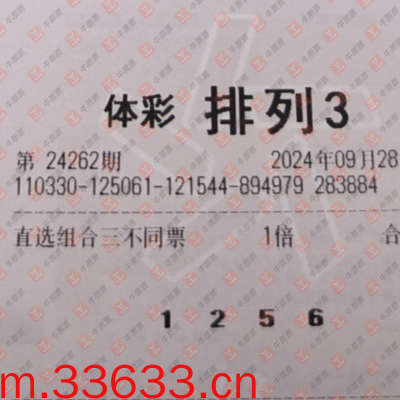 体彩 排列3
第 24262期 2024年09月28
110330-125061-121544-894979 283884
直选组合三不同票 1倍 合
1 2 5 6
m.33633.cn